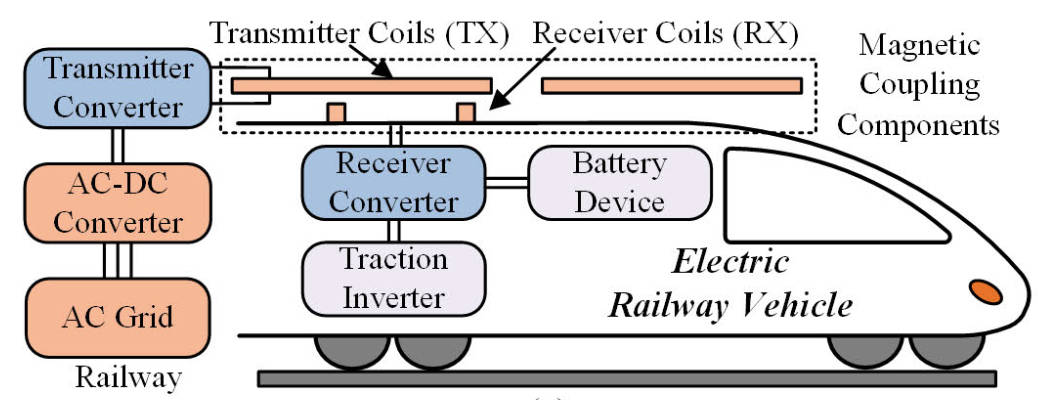 Transmitter Coils (TX)
Receiver Coils (RX)
Magnetic
Coupling
Components
Transmitter
Converter
AC-DC
Converter
AC Grid
Railway
Receiver
Converter
Battery
Device
Traction
Inverter
Electric
Railway Vehicle